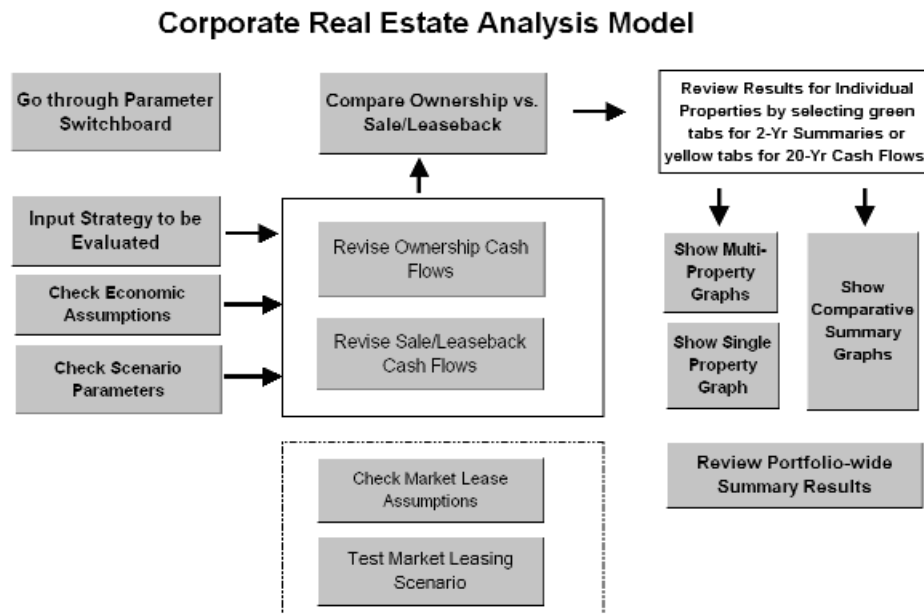 Corporate Real Estate Analysis Model
Go through Parameter
Switchboard
Compare Ownership vs.
Sale/Leaseback
Review Results for Individual
Properties by selecting green
tabs for 2-Yr Summaries or
yellow tabs for 20-Yr Cash Flows
Input Strategy to be
Evaluated
Check Economic
Assumptions
Check Scenario
Parameters
Revise Ownership Cash
Flows
Revise Sale/Leaseback
Cash Flows
Show Multi-
Property
Graphs
Show Single
Property
Graph
Show
Comparative
Summary
Graphs
Check Market Lease
Assumptions
Test Market Leasing
Scenario
Review Portfolio-wide
Summary Results